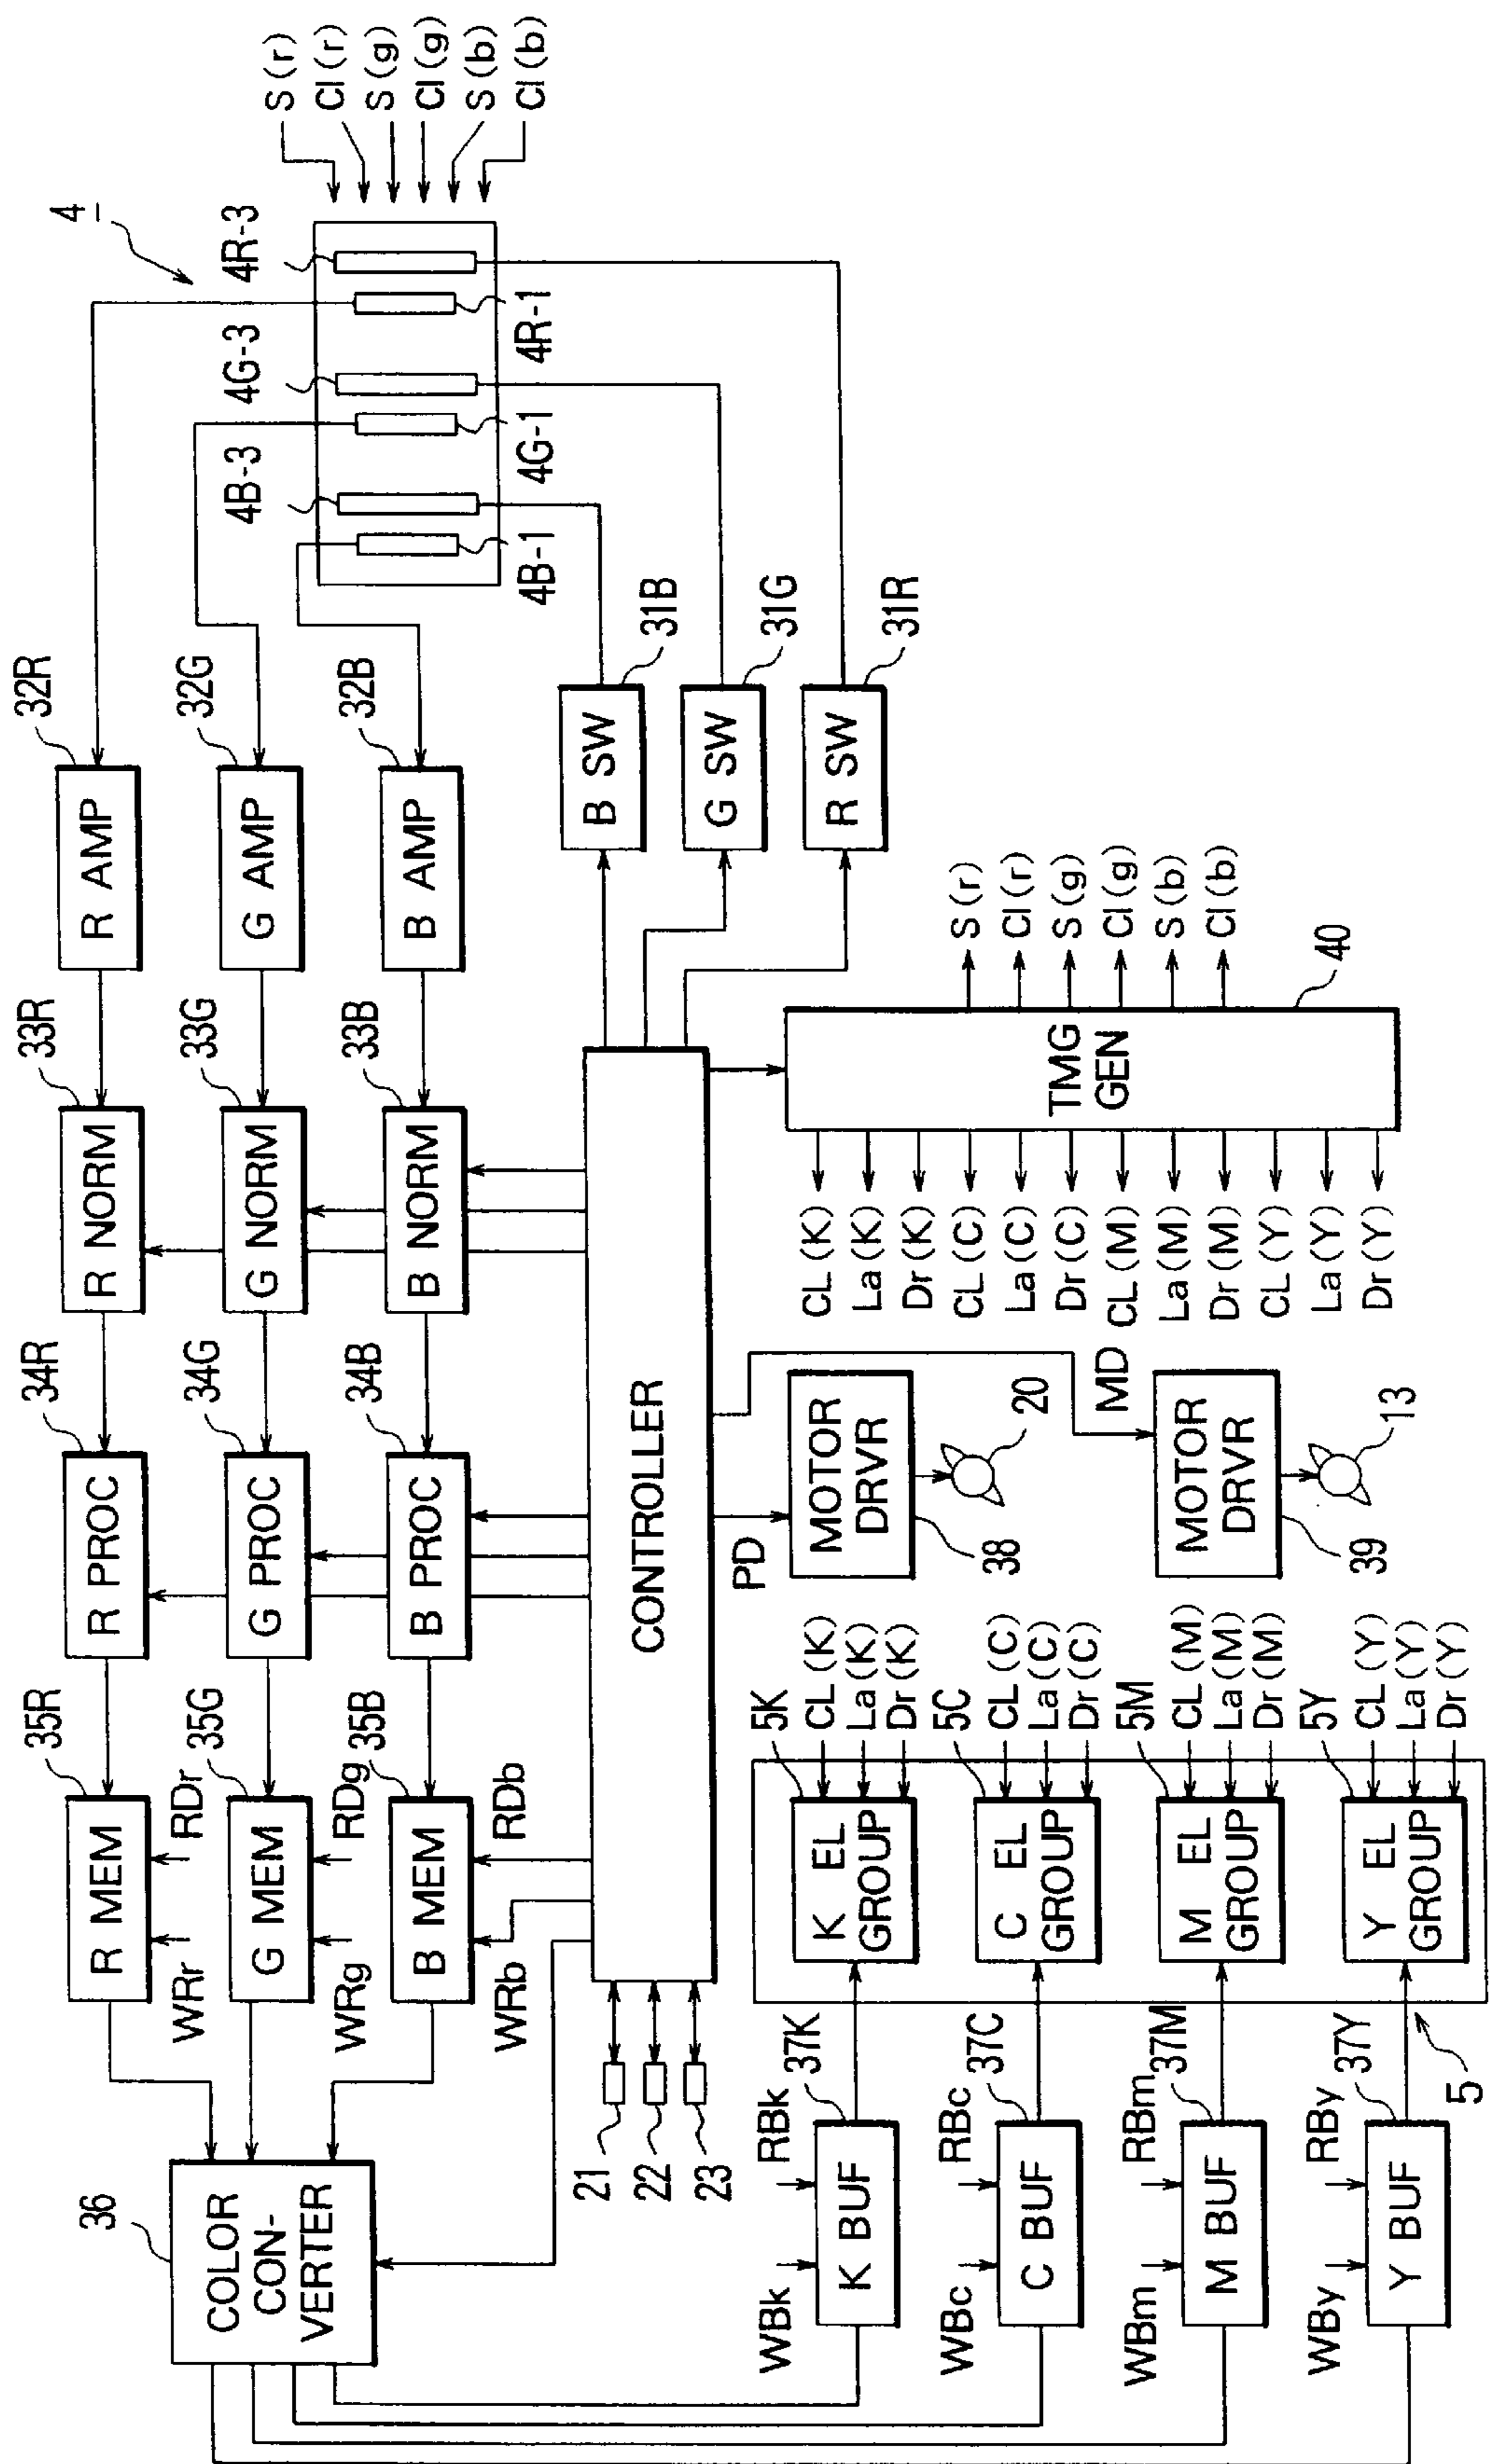 4
S(r)
Cl(r)
S(g)
Cl(g)
S(b)
Cl(b)
4R-3
4G-3
4B-3
4R-1
4G-1
4B-1
36
COLOR
CON-
VERTER
35R
R MEM
34R
R PROC
33R
R NORM
32R
R AMP
WRr
RDr
35G
G MEM
34G
G PROC
33G
G NORM
32G
G AMP
WRg
RDg
35B
B MEM
34B
B PROC
33B
B NORM
32B
B AMP
WRb
RDb
B SW
31B
G SW
31G
R SW
31R
CONTROLLER
21
22
23
PD
MD
MOTOR
DRVR
38
20
MOTOR
DRVR
39
13
TMG
GEN
40
S(r)
Cl(r)
S(g)
Cl(g)
S(b)
Cl(b)
CL(K)
La(K)
Dr(K)
CL(C)
La(C)
Dr(C)
CL(M)
La(M)
Dr(M)
CL(Y)
La(Y)
Dr(Y)
WBk
RBk
K BUF
37K
K EL
GROUP
5K
CL(K)
La(K)
Dr(K)
WBc
RBc
C BUF
37C
C EL
GROUP
5C
CL(C)
La(C)
Dr(C)
WBm
RBm
M BUF
37M
M EL
GROUP
5M
CL(M)
La(M)
Dr(M)
WBy
RBy
Y BUF
37Y
Y EL
GROUP
5Y
CL(Y)
La(Y)
Dr(Y)
5